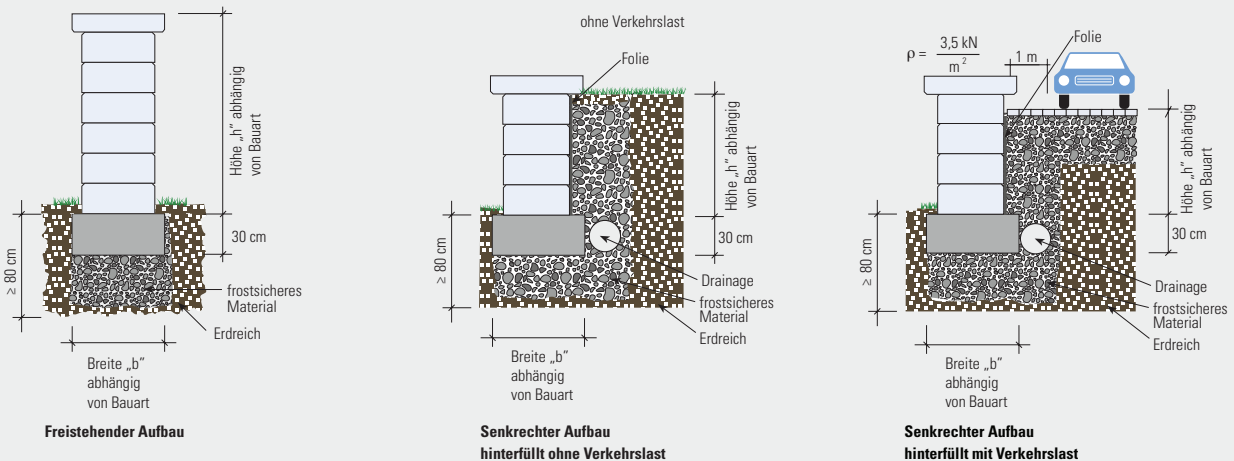 Höhe „h" abhängig
von Bauart
30 cm
≥ 80 cm
frostsicheres
Material
Erdreich
Breite „b"
abhängig
von Bauart
Freistehender Aufbau
ohne Verkehrslast
Folie
Höhe „h" abhängig
von Bauart
30 cm
≥ 80 cm
Drainage
frostsicheres
Material
Erdreich
Breite „b"
abhängig
von Bauart
Senkrechter Aufbau
hinterfüllt ohne Verkehrslast
ρ = 3,5 kN
m²
Folie
1 m
Höhe „h" abhängig
von Bauart
30 cm
≥ 80 cm
Drainage
frostsicheres
Material
Erdreich
Breite „b"
abhängig
von Bauart
Senkrechter Aufbau
hinterfüllt mit Verkehrslast